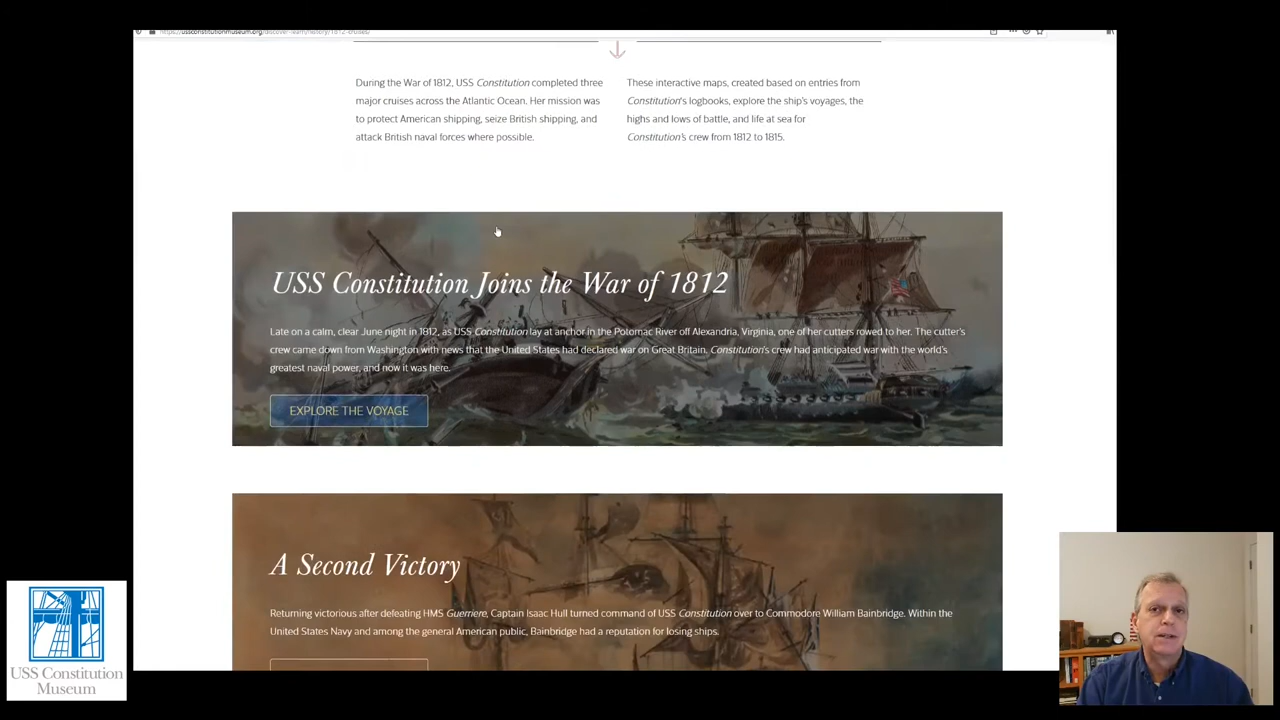 https://ussconstitutionmuseum.org/discover-learn/history/1812-cruises/
During the War of 1812, USS Constitution completed three
major cruises across the Atlantic Ocean. Her mission was
to protect American shipping, seize British shipping, and
attack British naval forces where possible.
These interactive maps, created based on entries from
Constitution's logbooks, explore the ship's voyages, the
highs and lows of battle, and life at sea for
Constitution's crew from 1812 to 1815.
USS Constitution Joins the War of 1812
Late on a calm, clear June night in 1812, as USS Constitution lay at anchor in the Potomac River off Alexandria, Virginia, one of her cutters rowed to her. The cutter's
crew came down from Washington with news that the United States had declared war on Great Britain. Constitution's crew had anticipated war with the world's
greatest naval power, and now it was here.
EXPLORE THE VOYAGE
A Second Victory
Returning victorious after defeating HMS Guerriere, Captain Isaac Hull turned command of USS Constitution over to Commodore William Bainbridge. Within the
United States Navy and among the general American public, Bainbridge had a reputation for losing ships.
USS Constitution
Museum